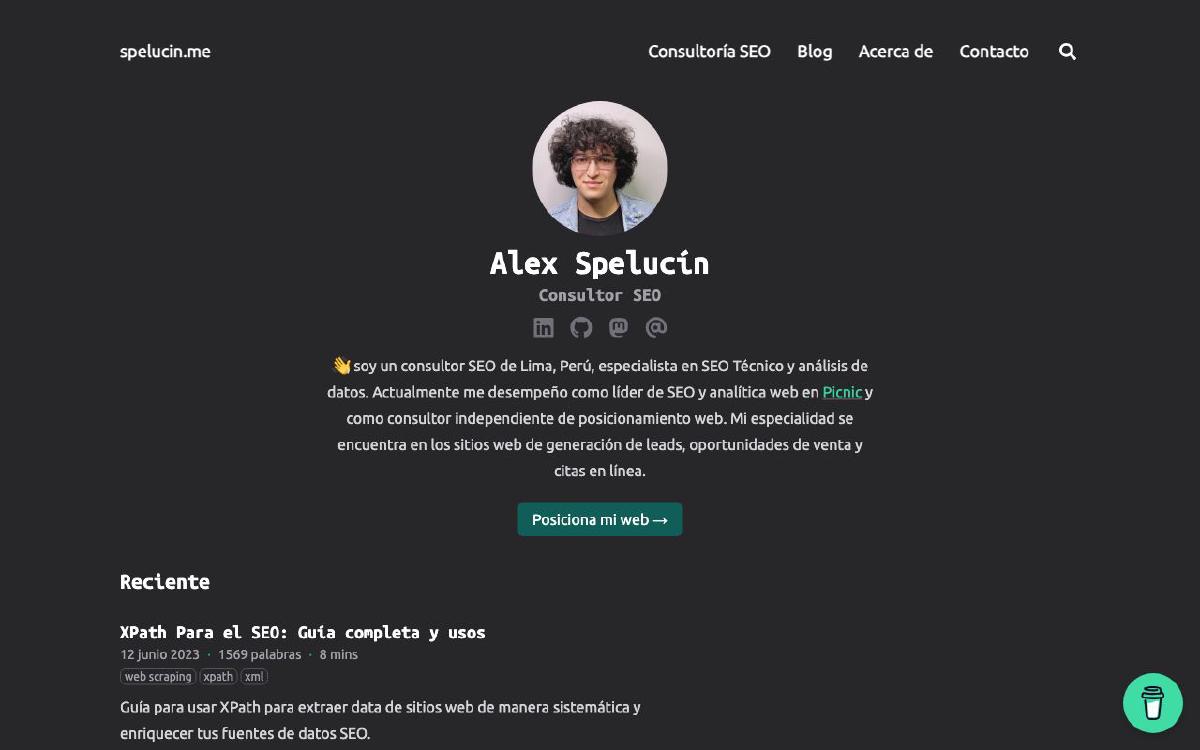 spelucin.me
Consultoría SEO Blog Acerca de Contacto
Alex Spelucín
Consultor SEO
👋 soy un consultor SEO de Lima, Perú, especialista en SEO Técnico y análisis de
datos. Actualmente me desempeño como líder de SEO y analítica web en Picnic y
como consultor independiente de posicionamiento web. Mi especialidad se
encuentra en los sitios web de generación de leads, oportunidades de venta y
citas en línea.
Posiciona mi web →
Reciente
XPath Para el SEO: Guía completa y usos
12 junio 2023 · 1569 palabras · 8 mins
web scraping xpath xml
Guía para usar XPath para extraer data de sitios web de manera sistemática y
enriquecer tus fuentes de datos SEO.